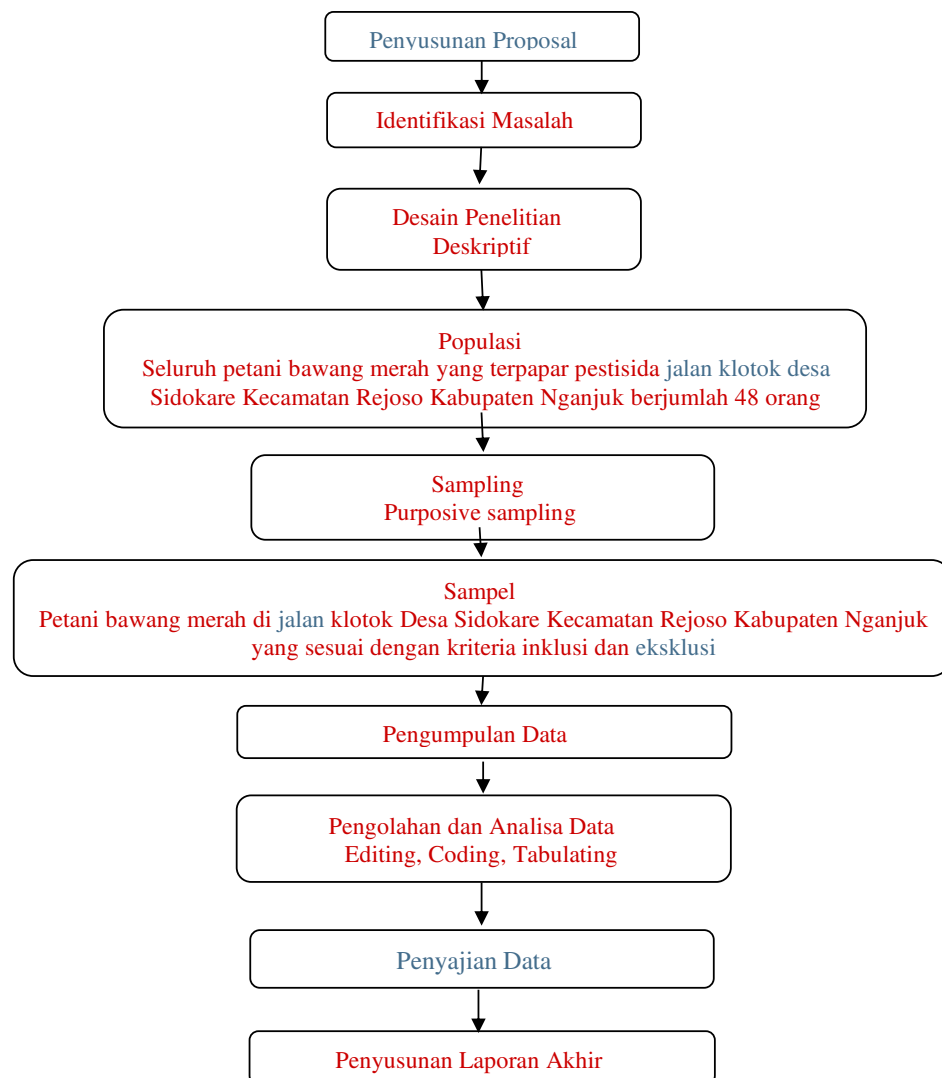 Penyusunan Proposal
Identifikasi Masalah
Desain Penelitian
Deskriptif
Populasi
Seluruh petani bawang merah yang terpapar pestisida jalan klotok desa
Sidokare Kecamatan Rejoso Kabupaten Nganjuk berjumlah 48 orang
Sampling
Purposive sampling
Sampel
Petani bawang merah di jalan klotok Desa Sidokare Kecamatan Rejoso Kabupaten Nganjuk
yang sesuai dengan kriteria inklusi dan eksklusi
Pengumpulan Data
Pengolahan dan Analisa Data
Editing, Coding, Tabulating
Penyajian Data
Penyusunan Laporan Akhir